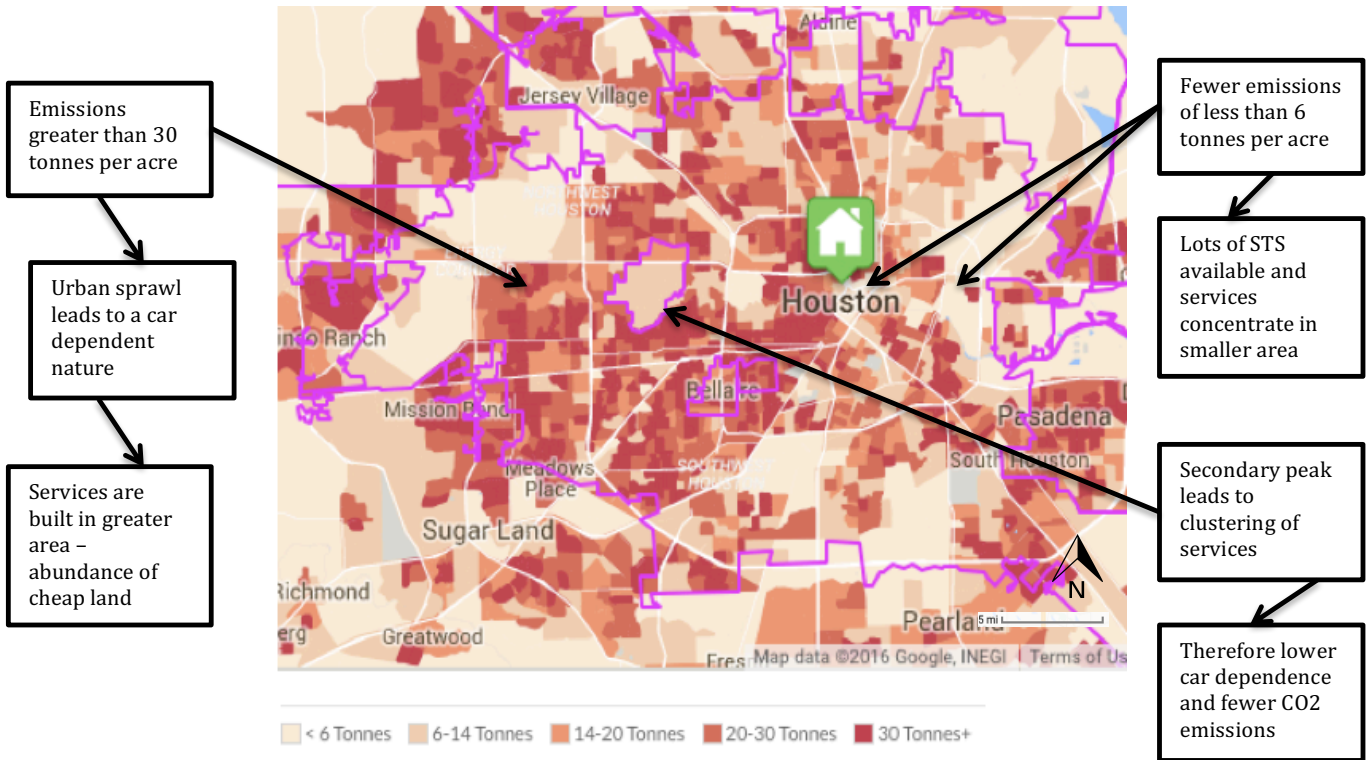 Emissions
greater than 30
tonnes per acre
Urban sprawl
leads to a car
dependent
nature
Services are
built in greater
area –
abundance of
cheap land
Aldine
Jersey Village
HOUSTON
Houston
Ranch
Bellaire
Mission Bend
Pasadena
Meadows
Place
South Houston
Sugar Land
N
Richmond
5 mi
Pearland
erg
Greatwood
Fres
Map data ©2016 Google, INEGI
Terms of Us
Fewer emissions
of less than 6
tonnes per acre
Lots of STS
available and
services
concentrate in
smaller area
Secondary peak
leads to
clustering of
services
Therefore lower
car dependence
and fewer CO2
emissions
< 6 Tonnes 6-14 Tonnes 14-20 Tonnes 20-30 Tonnes 30 Tonnes+